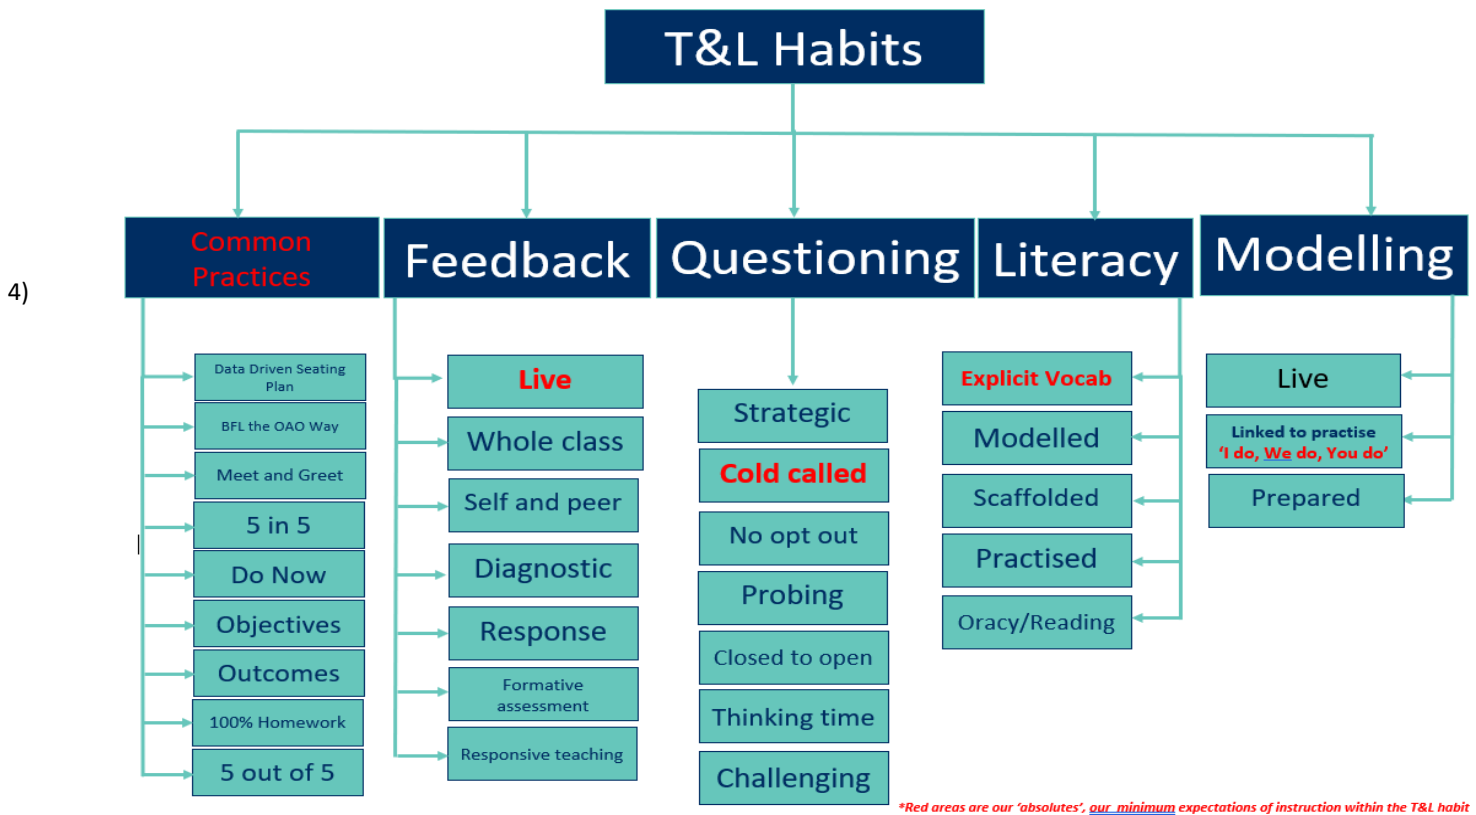 T&L Habits
4)
Common
Practices
Data Driven Seating
Plan
BFL the OAO Way
Meet and Greet
5 in 5
Do Now
Objectives
Outcomes
100% Homework
5 out of 5
Feedback
Live
Whole class
Self and peer
Diagnostic
Response
Formative
assessment
Responsive teaching
Questioning
Strategic
Cold called
No opt out
Probing
Closed to open
Thinking time
Challenging
Literacy
Explicit Vocab
Modelled
Scaffolded
Practised
Oracy/Reading
Modelling
Live
Linked to practise
‘I do, We do, You do’
Prepared
*Red areas are our ‘absolutes’, our minimum expectations of instruction within the T&L habit